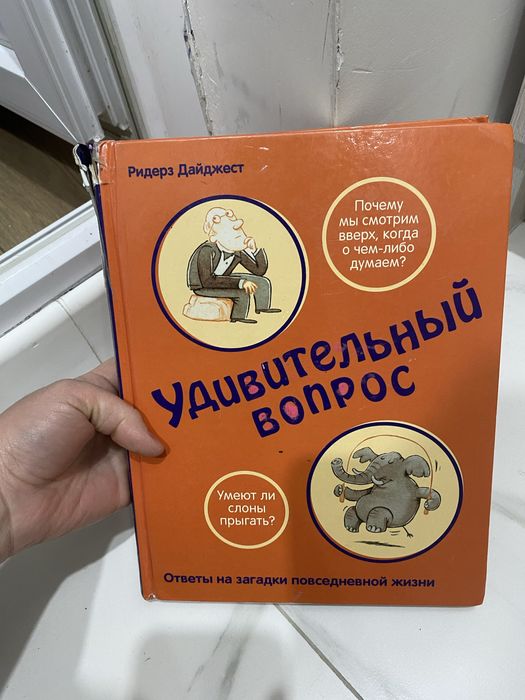 Ридерз Дайджест
Почему
мы смотрим
вверх, когда
о чем-либо
думаем?
Удивительный
вопрос
Умеют ли
слоны
прыгать?
Ответы на загадки повседневной жизни